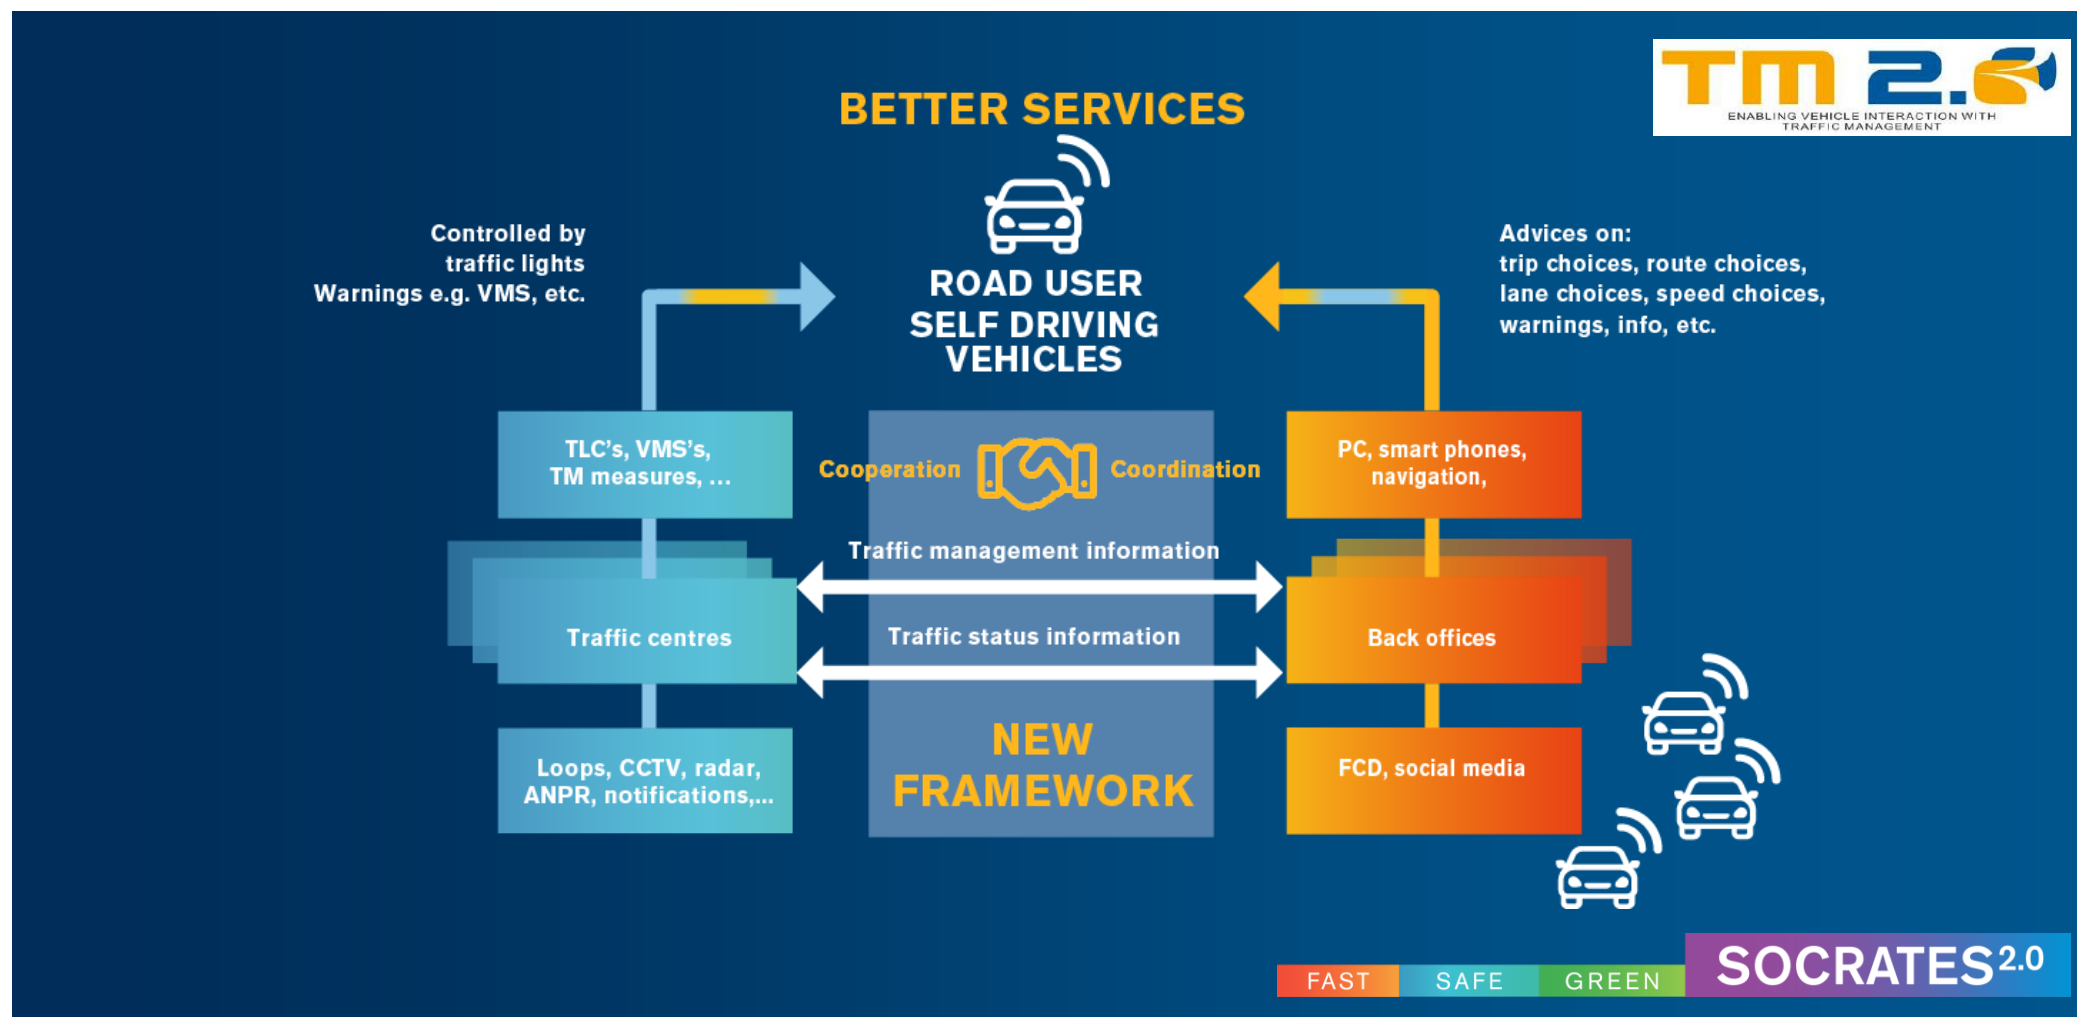 TM 2.0
ENABLING VEHICLE INTERACTION WITH
TRAFFIC MANAGEMENT
BETTER SERVICES
Controlled by
traffic lights
Warnings e.g. VMS, etc.
ROAD USER
SELF DRIVING
VEHICLES
Advices on:
trip choices, route choices,
lane choices, speed choices,
warnings, info, etc.
TLC's, VMS's,
TM measures, ...
Cooperation
Coordination
PC, smart phones,
navigation,
Traffic management information
Traffic centres
Traffic status information
Back offices
NEW
FRAMEWORK
Loops, CCTV, radar,
ANPR, notifications,...
FCD, social media
FAST
SAFE
GREEN
SOCRATES2.0